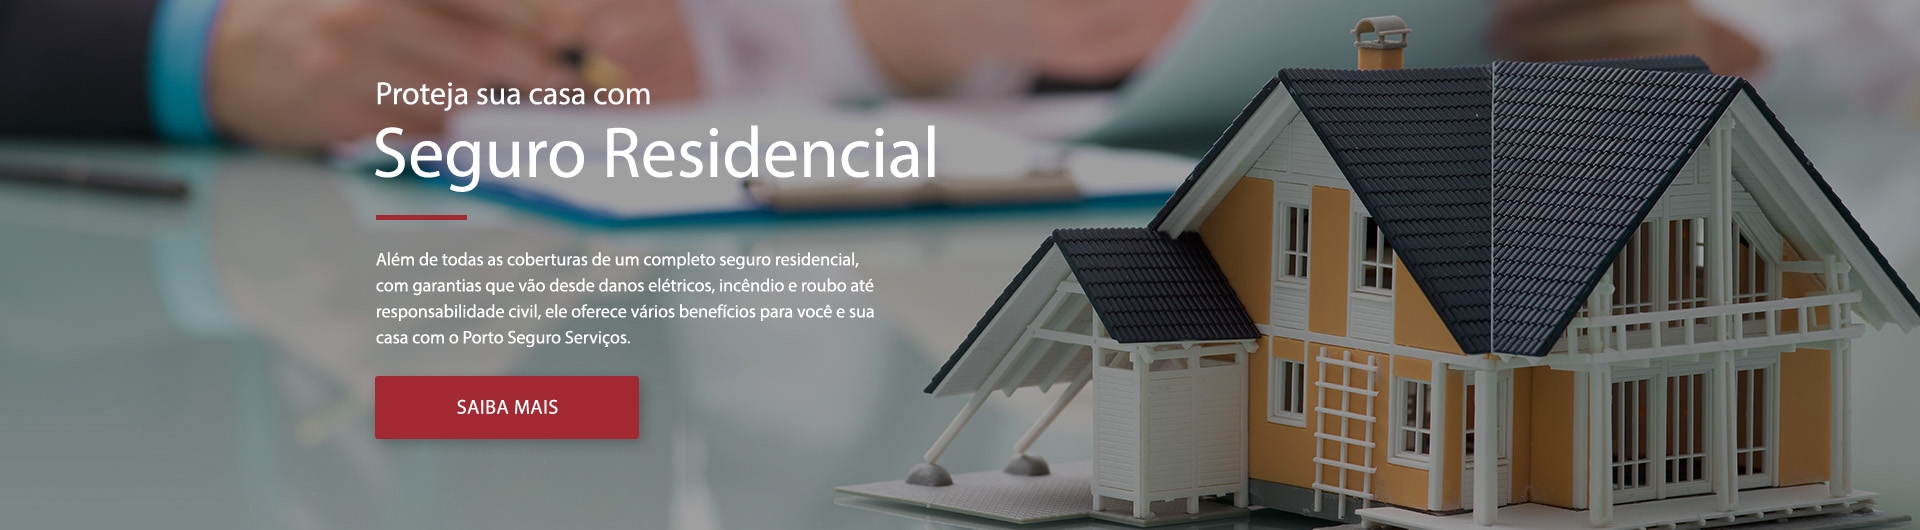 Proteja sua casa com
Seguro Residencial
Além de todas as coberturas de um completo seguro residencial,
com garantias que vão desde danos elétricos, incêndio e roubo até
responsabilidade civil, ele oferece vários benefícios para você e sua
casa com o Porto Seguro Serviços.
SAIBA MAIS